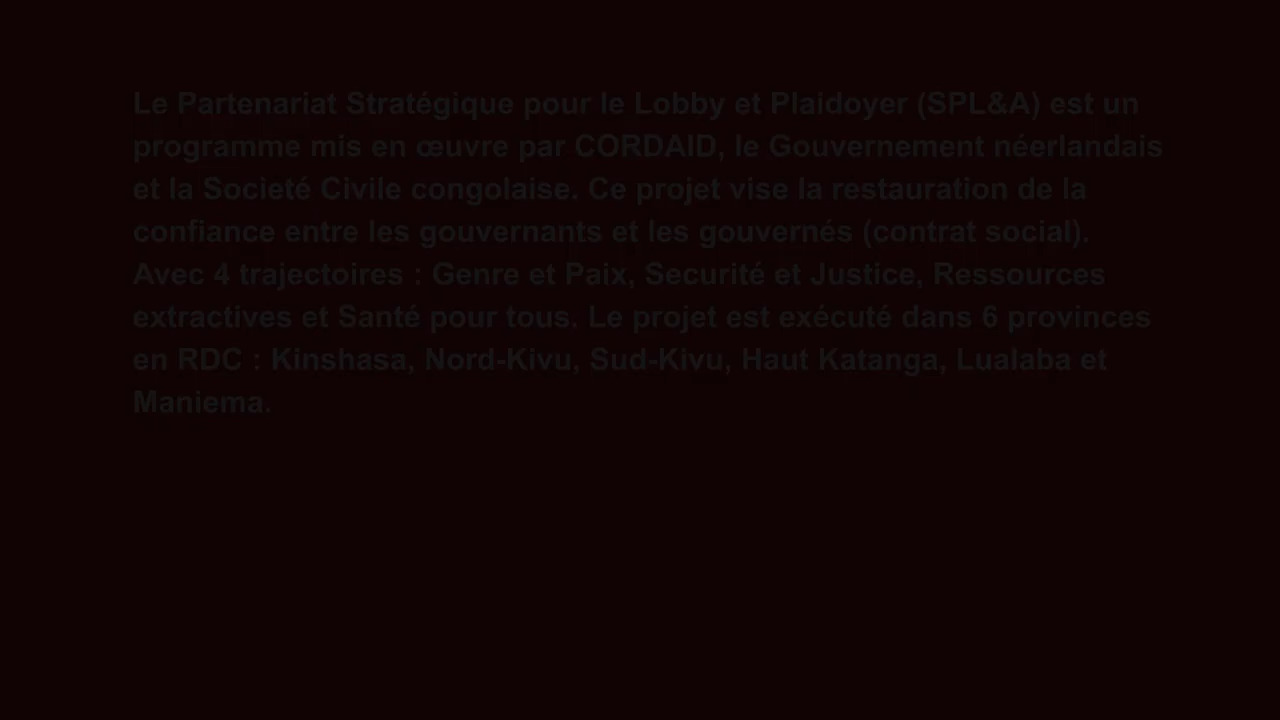 Le Partenariat Stratégique pour le Lobby et Plaidoyer (SPL&A) est un
programme mis en œuvre par CORDAID, le Gouvernement néerlandais
et la Societé Civile congolaise. Ce projet vise la restauration de la
confiance entre les gouvernants et les gouvernés (contrat social).
Avec 4 trajectoires : Genre et Paix, Securité et Justice, Ressources
extractives et Santé pour tous. Le projet est exécuté dans 6 provinces
en RDC : Kinshasa, Nord-Kivu, Sud-Kivu, Haut Katanga, Lualaba et
Maniema.